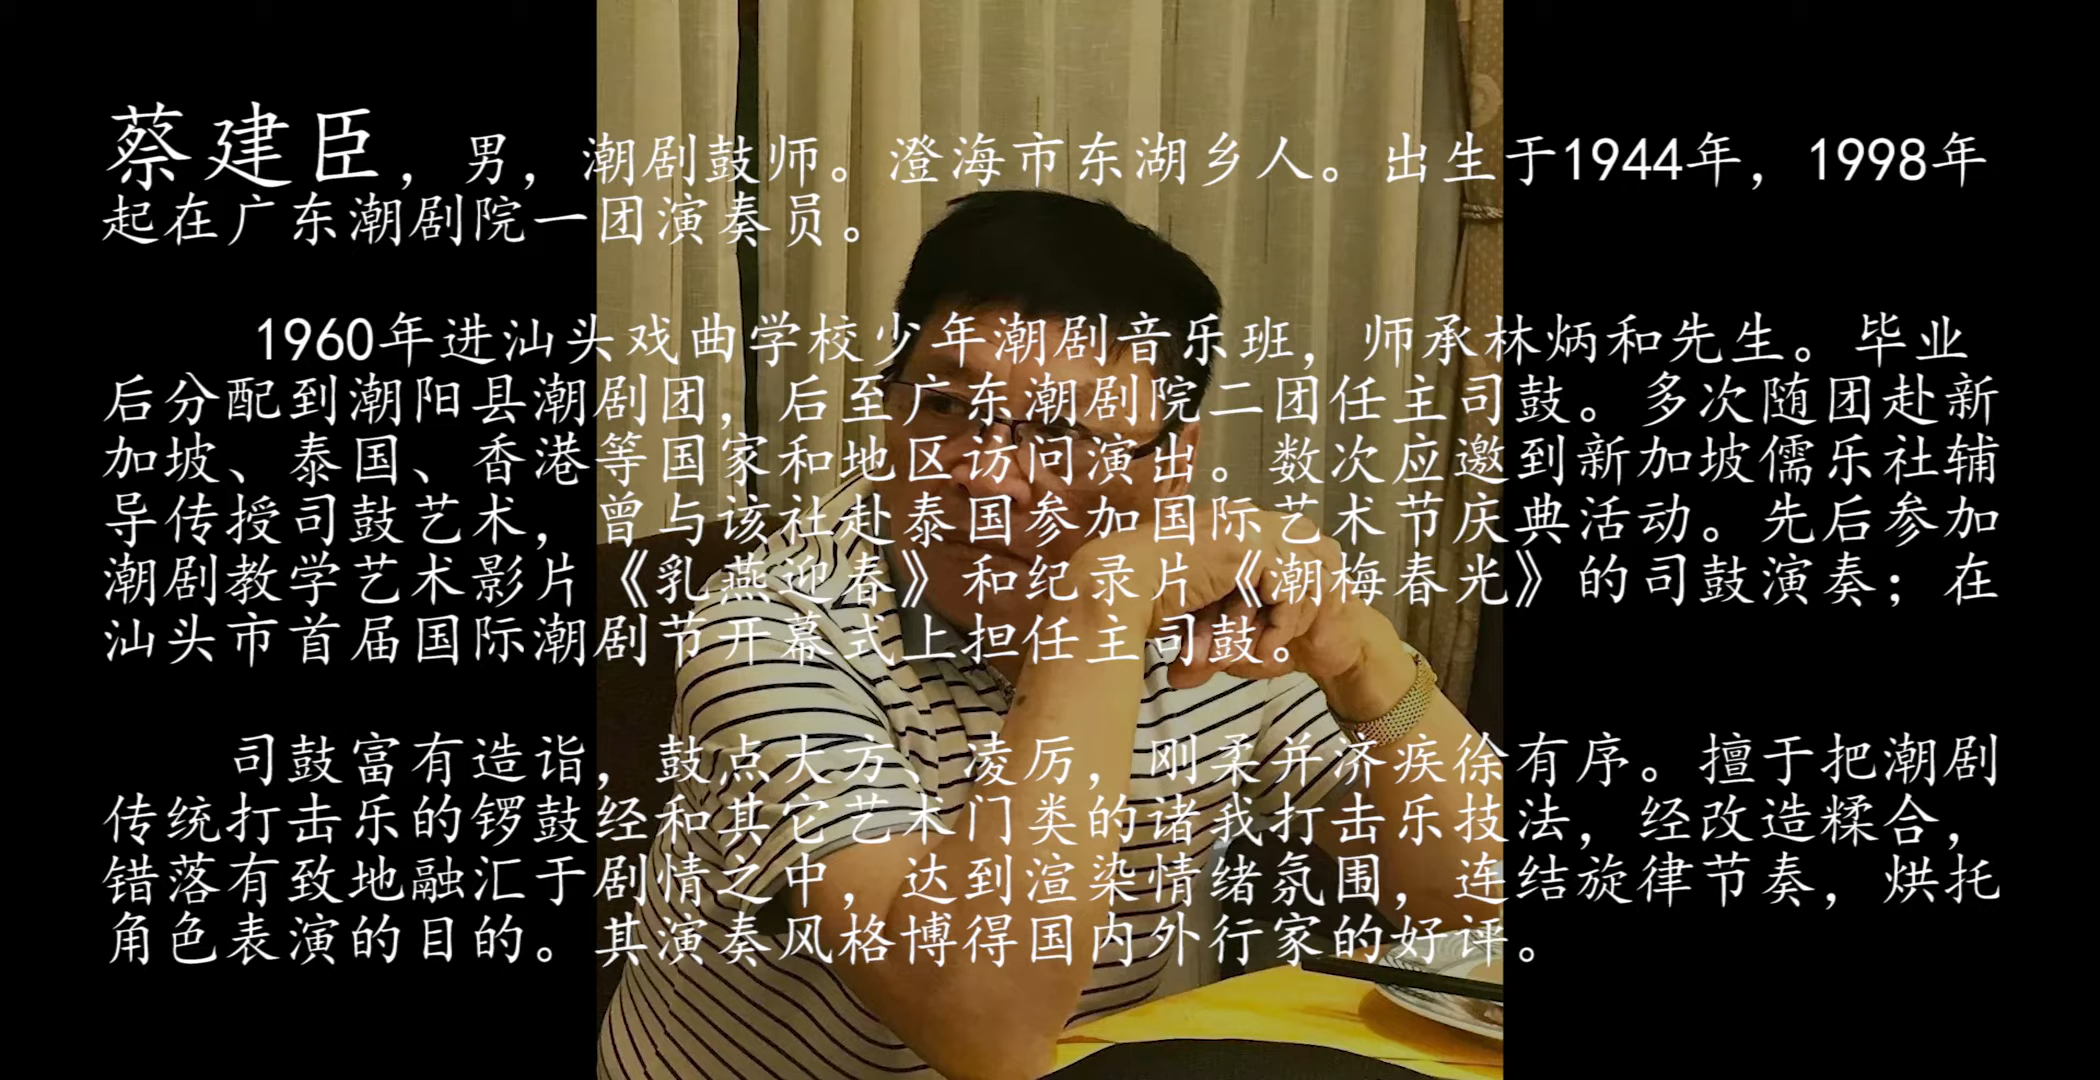 蔡建臣，男，潮剧鼓师。澄海市东湖乡人。出生于1944年，1998年
起在广东潮剧院一团演奏员。
1960年进汕头戏曲学校少年潮剧音乐班，师承林炳和先生。毕业
后分配到潮阳县潮剧团，后至广东潮剧院二团任主司鼓。多次随团赴新
加坡、泰国、香港等国家和地区访问演出。数次应邀到新加坡儒乐社辅
导传授司鼓艺术，曾与该社赴泰国参加国际艺术节庆典活动。先后参加
潮剧教学艺术影片《乳燕迎春》和纪录片《潮梅春光》的司鼓演奏；在
汕头市首届国际潮剧节开幕式上担任主司鼓。
司鼓富有造诣，鼓点大方、凌厉，刚柔并济疾徐有序。擅于把潮剧
传统打击乐的锣鼓经和其它艺术门类的诸我打击乐技法，经改造糅合，
错落有致地融汇于剧情之中，达到渲染情绪氛围，连结旋律节奏，烘托
角色表演的目的。其演奏风格博得国内外行家的好评。